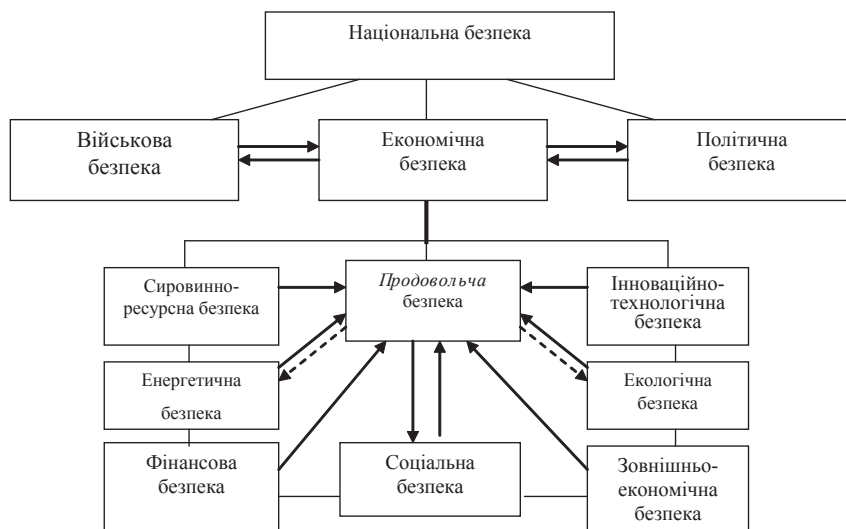 Національна безпека
Військова
безпека
Економічна
безпека
Політична
безпека
Сировинно-
ресурсна безпека
Продовольча
безпека
Інноваційно-
технологічна
безпека
Енергетична
безпека
Екологічна
безпека
Фінансова
безпека
Соціальна
безпека
Зовнішньо-
економічна
безпека